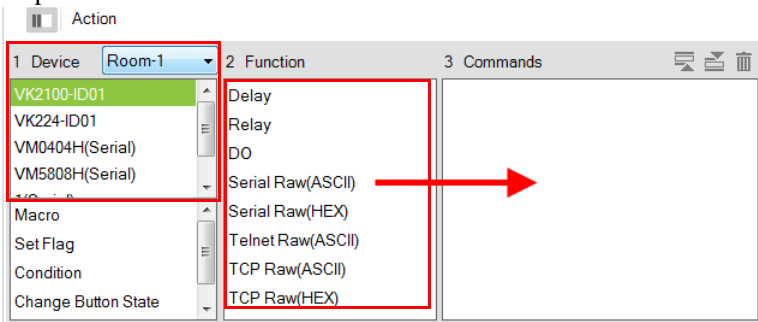 Action
1 Device Room-1 2 Function 3 Commands
VK2100-ID01
VK224-ID01
VM0404H(Serial)
VM5808H(Serial)
Macro
Set Flag
Condition
Change Button State
Delay
Relay
DO
Serial Raw(ASCII)
Serial Raw(HEX)
Telnet Raw(ASCII)
TCP Raw(ASCII)
TCP Raw(HEX)